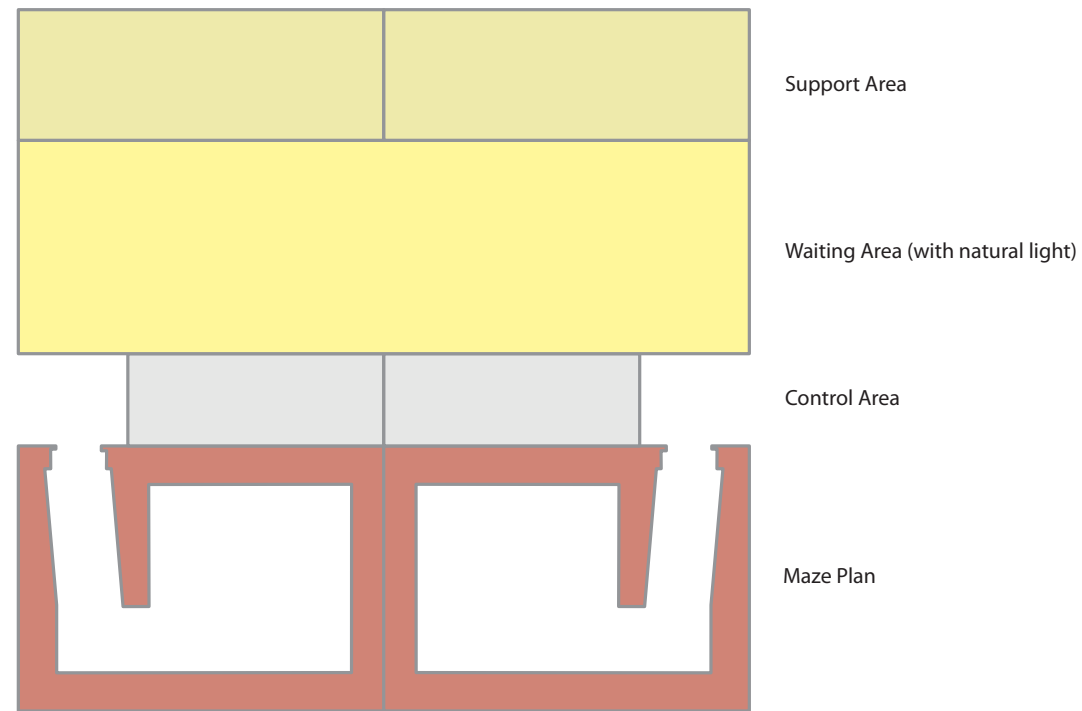 Support Area
Waiting Area (with natural light)
Control Area
Maze Plan